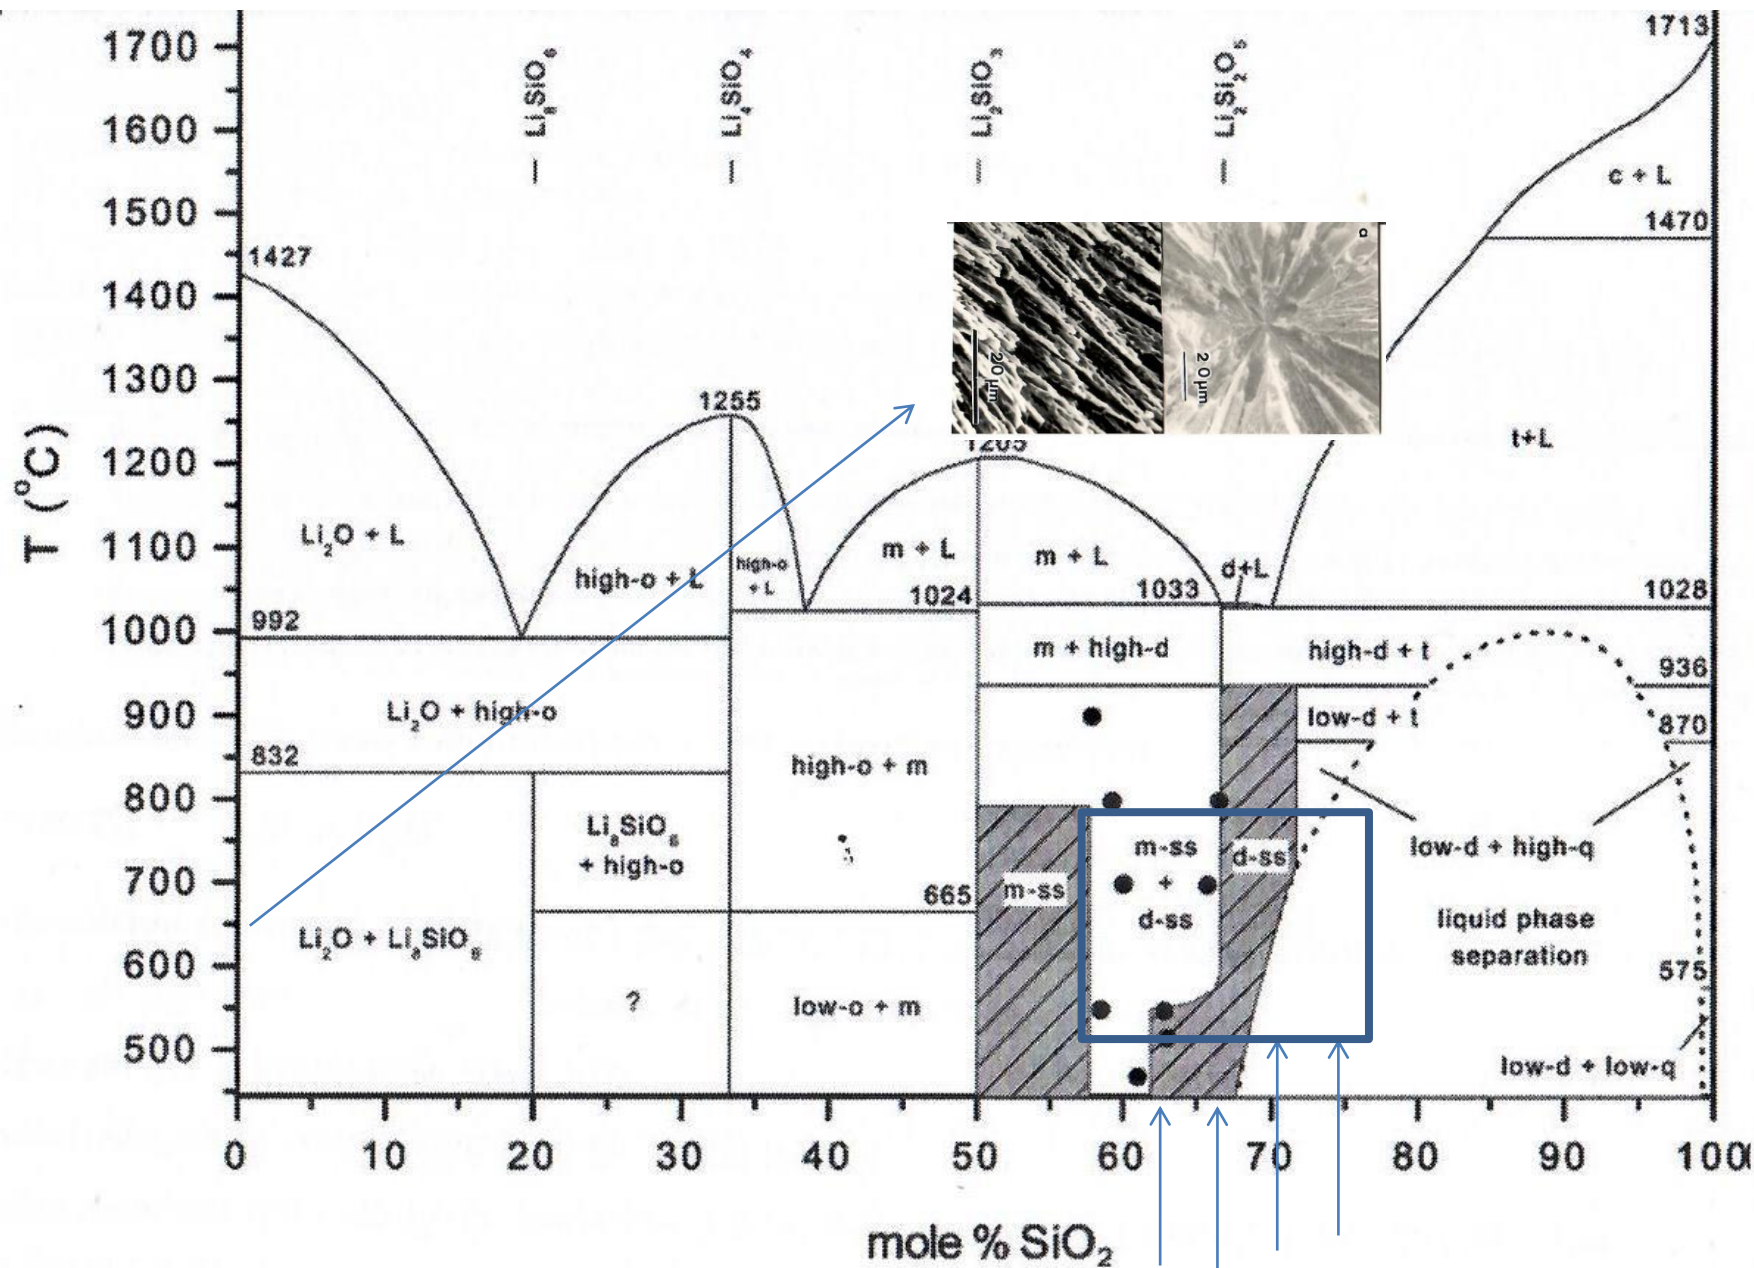 1700
1600
1500
1400
1300
1200
1100
1000
900
800
700
600
500
T (°C)
Li₈SiO₆
Li₄SiO₄
Li₂SiO₃
Li₂Si₂O₅
1713
c + L
1470
1427
a
20 µm
20 µm
1255
1205
t+L
Li₂O + L
high-o + L
high-o
+ L
m + L
m + L
d+L
992
1024
1033
1028
m + high-d
high-d + t
936
Li₂O + high-o
low-d + t
870
832
high-o + m
Li₈SiO₆
+ high-o
m-ss
+
d-ss
d-ss
low-d + high-q
m-ss
665
liquid phase
separation
Li₂O + Li₈SiO₆
575
?
low-o + m
low-d + low-q
0 10 20 30 40 50 60 70 80 90 100
mole % SiO₂